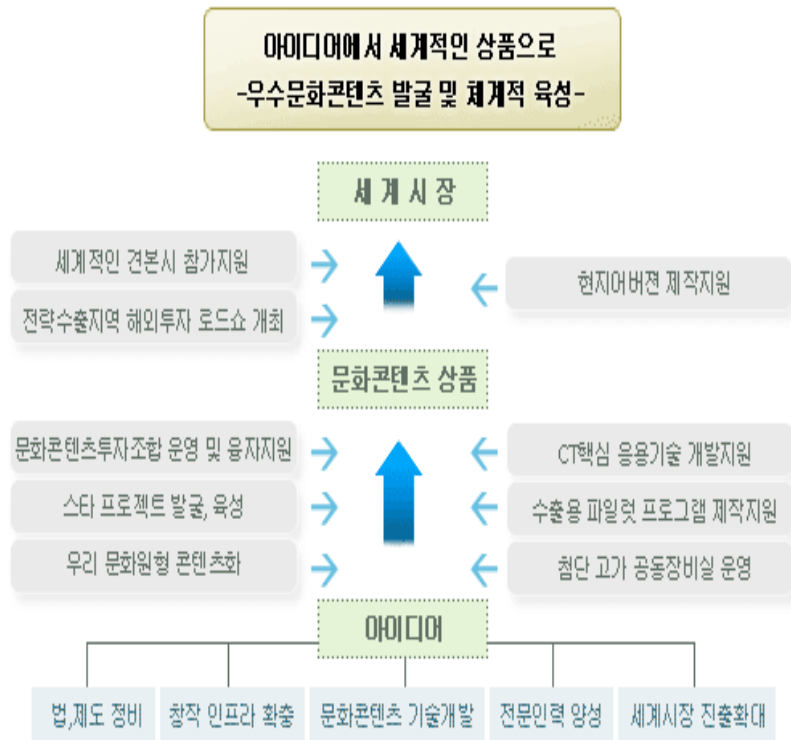 아이디어에서 세계적인 상품으로
-우수문화콘텐츠 발굴 및 체계적 육성-
세 계 시 장
세계적인 견본시 참가지원
현지어버젼 제작지원
전략수출지역 해외투자 로드쇼 개최
문화콘텐츠 상품
문화콘텐츠투자조합 운영 및 융자지원
CT핵심 응용기술 개발지원
스타 프로젝트 발굴, 육성
수출용 파일럿 프로그램 제작지원
우리 문화원형 콘텐츠화
첨단 고가 공동장비실 운영
아이디어
법,제도 정비
창작 인프라 확충
문화콘텐츠 기술개발
전문인력 양성
세계시장 진출확대